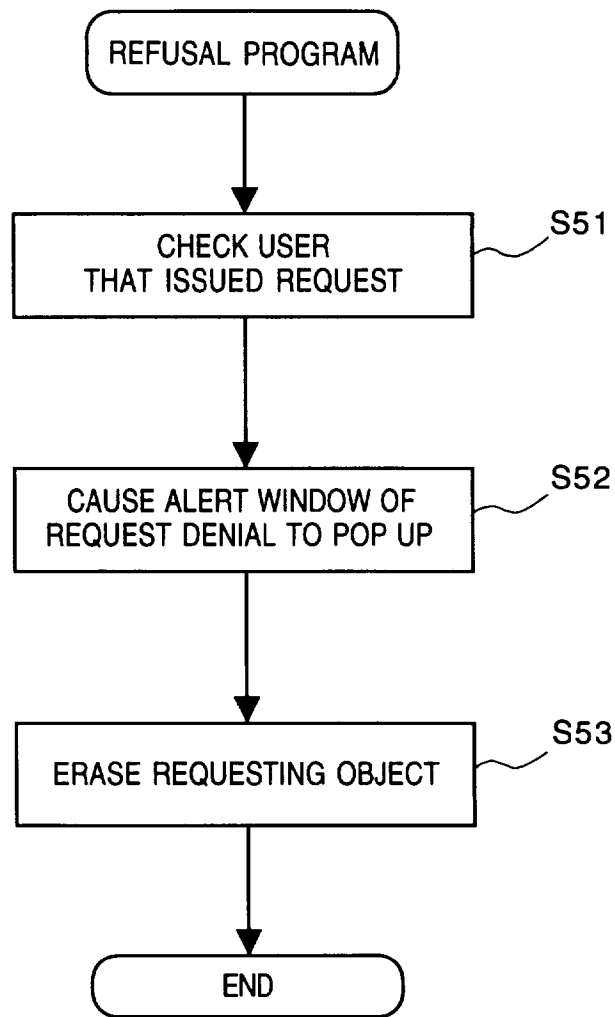 REFUSAL PROGRAM
S51
CHECK USER
THAT ISSUED REQUEST
S52
CAUSE ALERT WINDOW OF
REQUEST DENIAL TO POP UP
S53
ERASE REQUESTING OBJECT
END